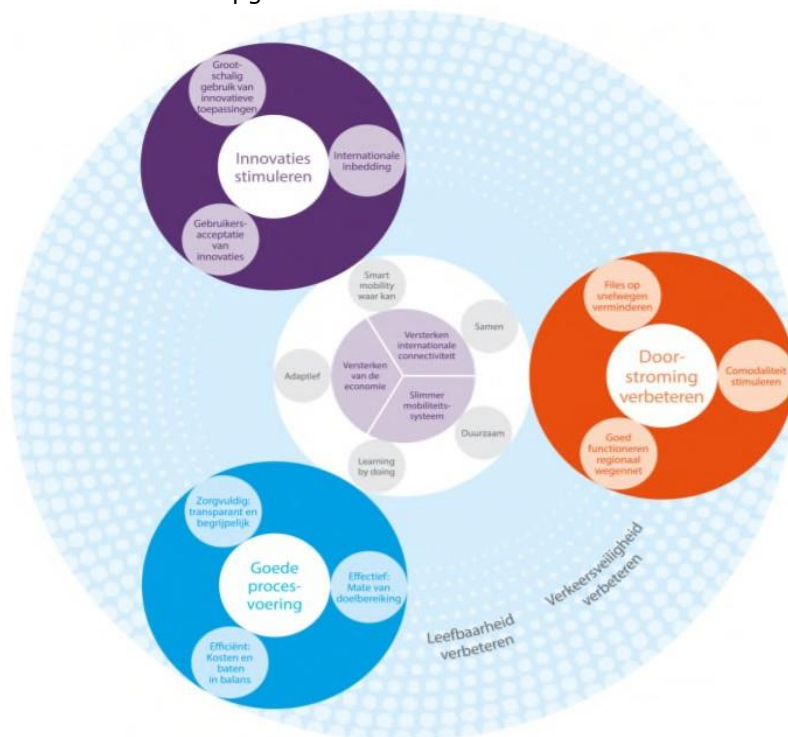 Groot-
schalig
gebruik van
innovatieve
toepassingen
Innovaties
stimuleren
Internationale
inbedding
Gebruikers-
acceptatie
van
innovaties
Smart
mobility
waar kan
Samen
Versterken
internationale
connectiviteit
Versterken
van de
economie
Adaptief
Slimmer
mobiliteits-
systeem
Duurzaam
Learning
by doing
Files op
snelwegen
verminderen
Door-
stroming
verbeteren
Comodaliteit
stimuleren
Goed
functioneren
regionaal
wegennet
Zorgvuldig:
transparant en
begrijpelijk
Goede
proces-
voering
Effectief:
Mate van
doelbereiking
Efficiënt:
Kosten en
baten
in balans
Verkeersveiligheid
verbeteren
Leefbaarheid
verbeteren